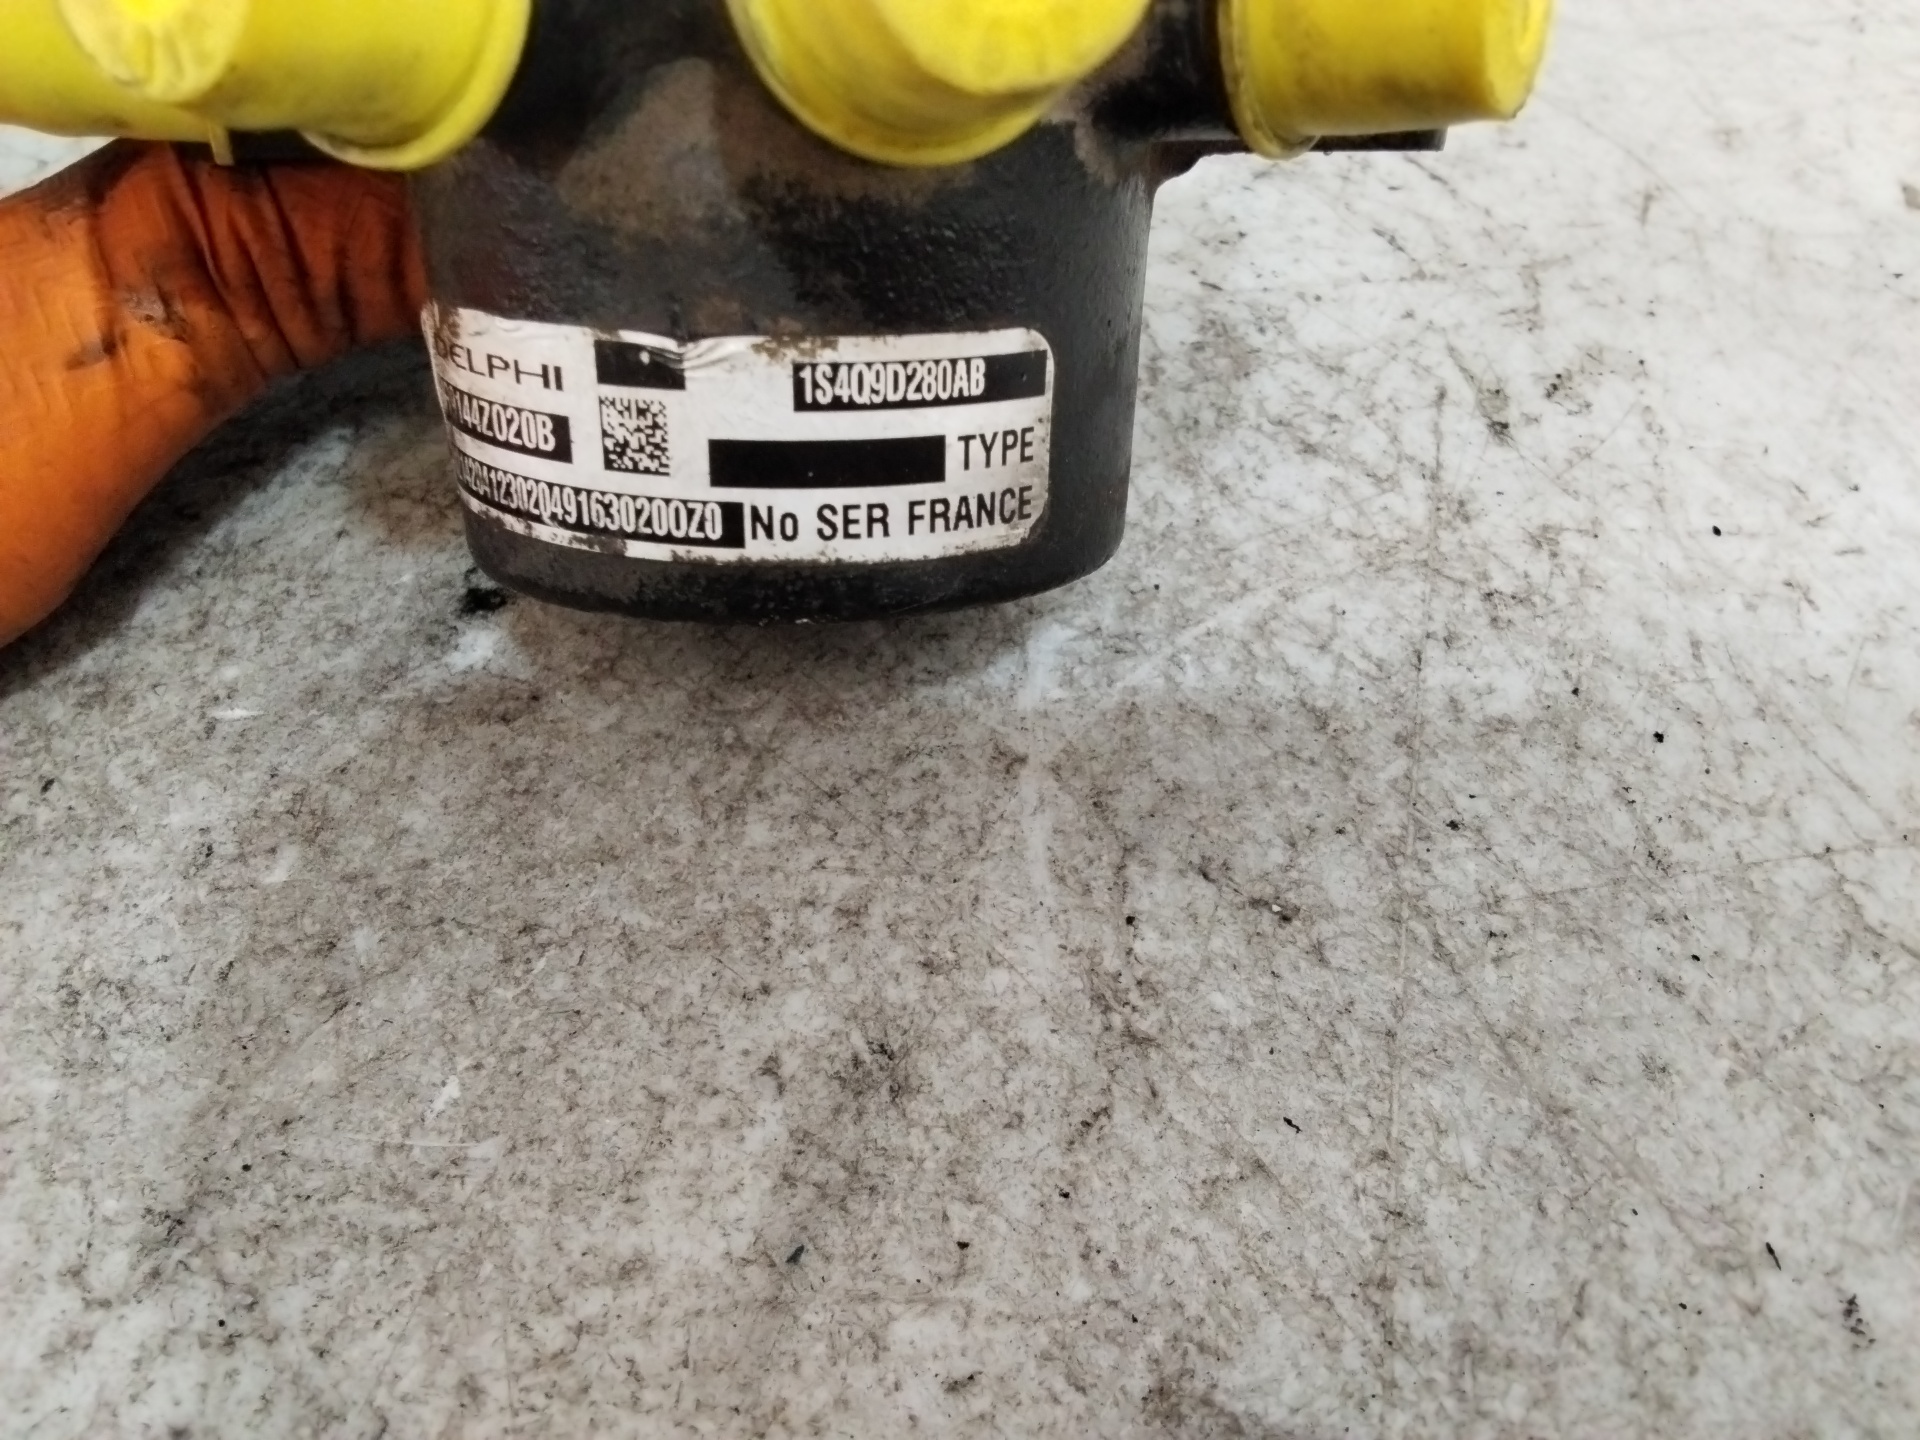 DELPHI
1S4Q9D280AB
144Z020B
TYPE
No SER FRANCE